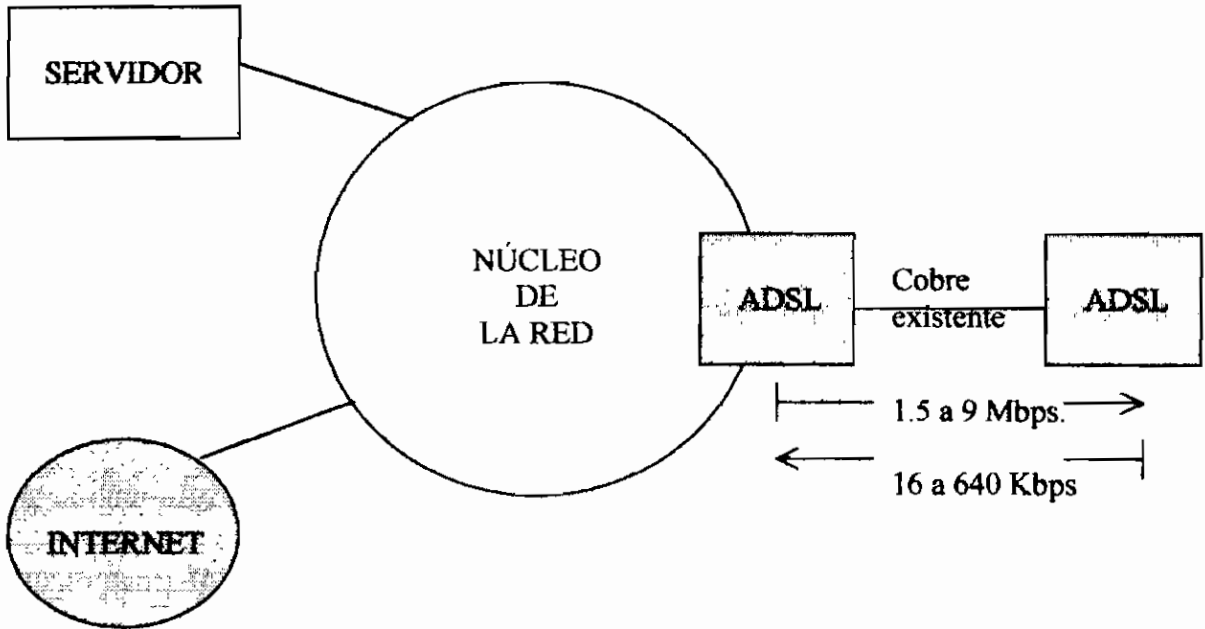 SERVIDOR
NÚCLEO
DE
LA RED
ADSL
Cobre
existente
ADSL
1.5 a 9 Mbps.
16 a 640 Kbps
INTERNET